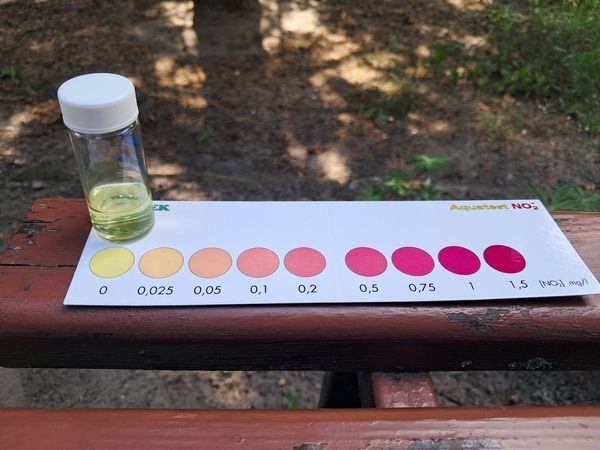 EK
Aquatest NO₂⁻
0 0,025 0,05 0,1 0,2 0,5 0,75 1 1,5 [NO₂⁻] mg/l